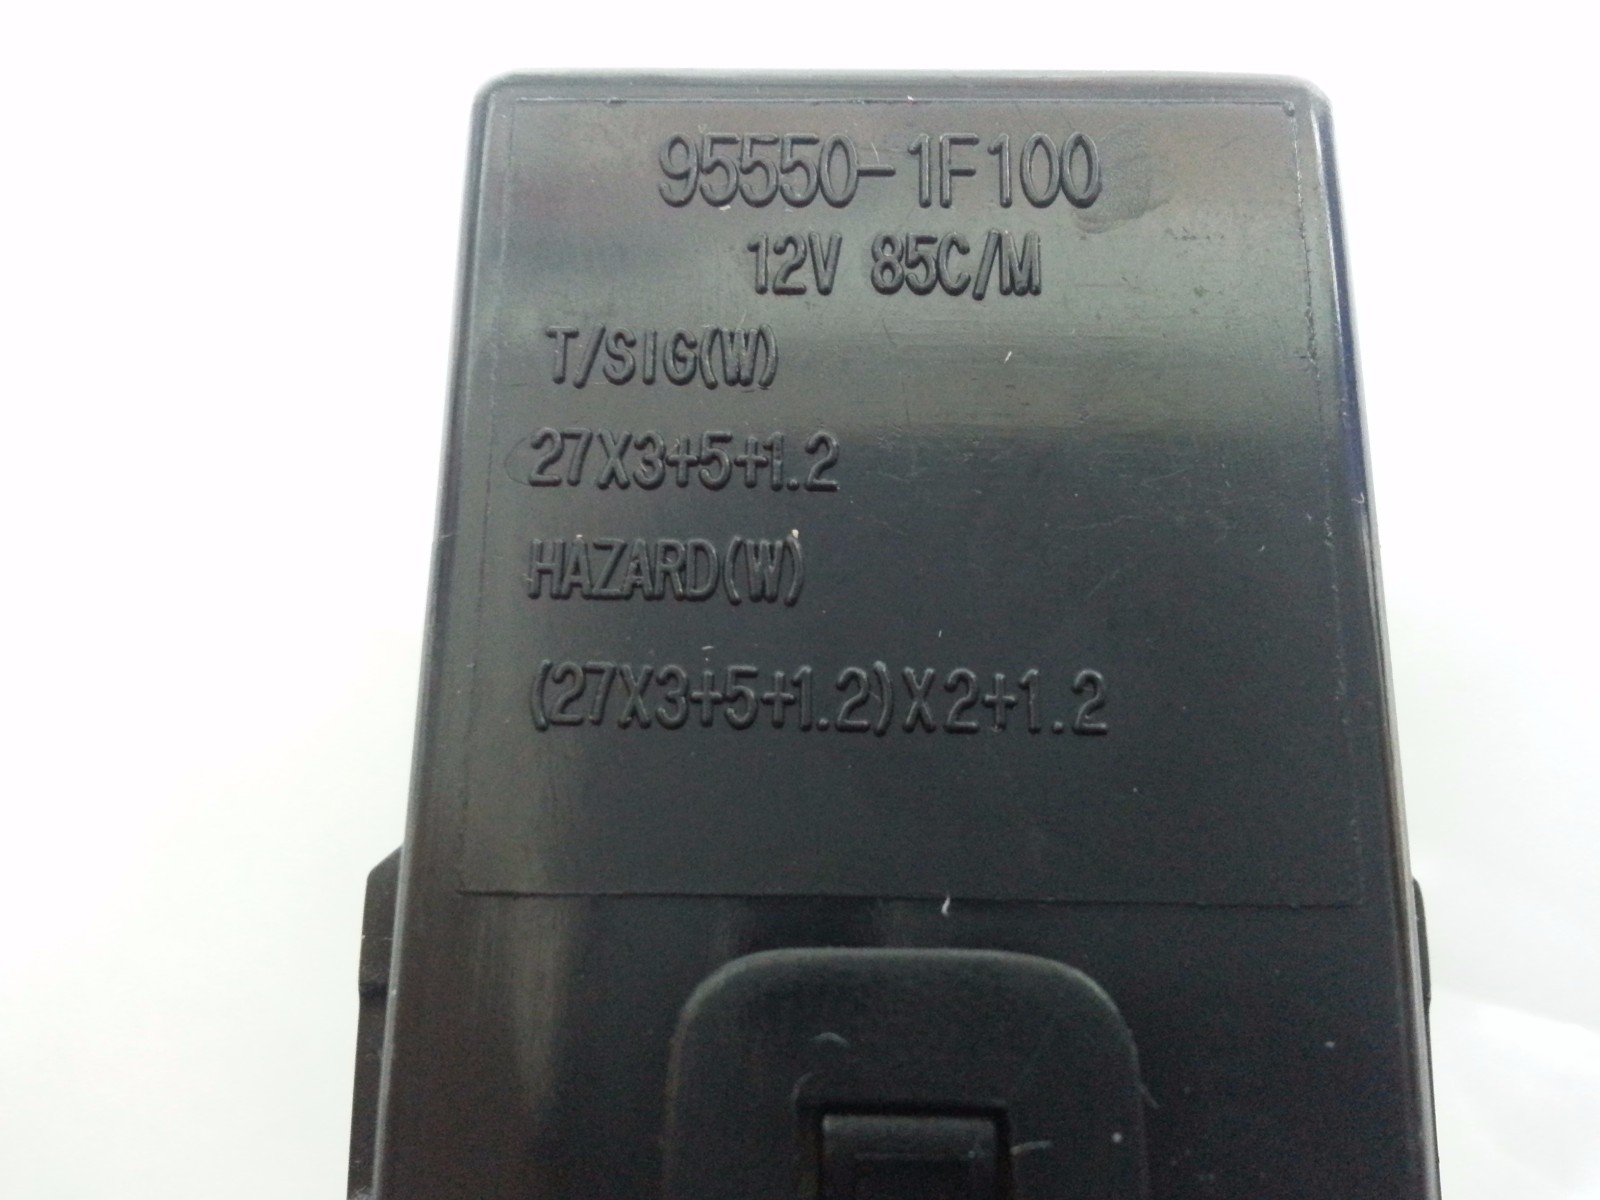 95550-1F100
12V 85C/M
T/SIG(W)
27X3+5+1.2
HAZARD(W)
(27X3+5+1.2)X2+1.2